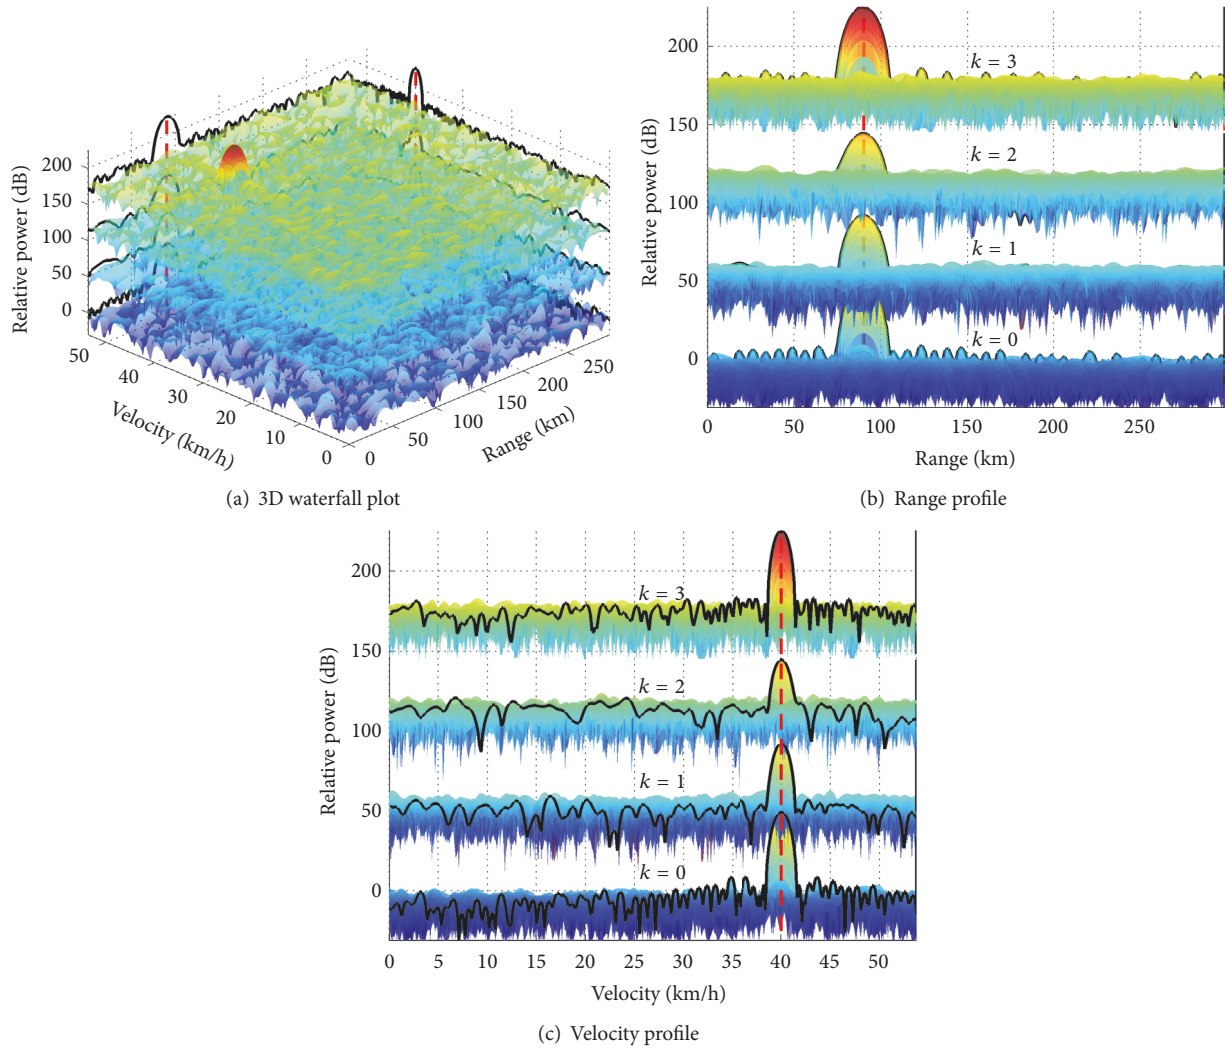 200
150
100
50
0
Relative power (dB)
50
40
30
20
10
0
Velocity (km/h)
0
50
100
150
200
250
Range (km)
(a) 3D waterfall plot
200
150
100
50
0
Relative power (dB)
k = 3
k = 2
k = 1
k = 0
0 50 100 150 200 250
Range (km)
(b) Range profile
200
150
100
50
0
Relative power (dB)
k = 3
k = 2
k = 1
k = 0
0 5 10 15 20 25 30 35 40 45 50
Velocity (km/h)
(c) Velocity profile